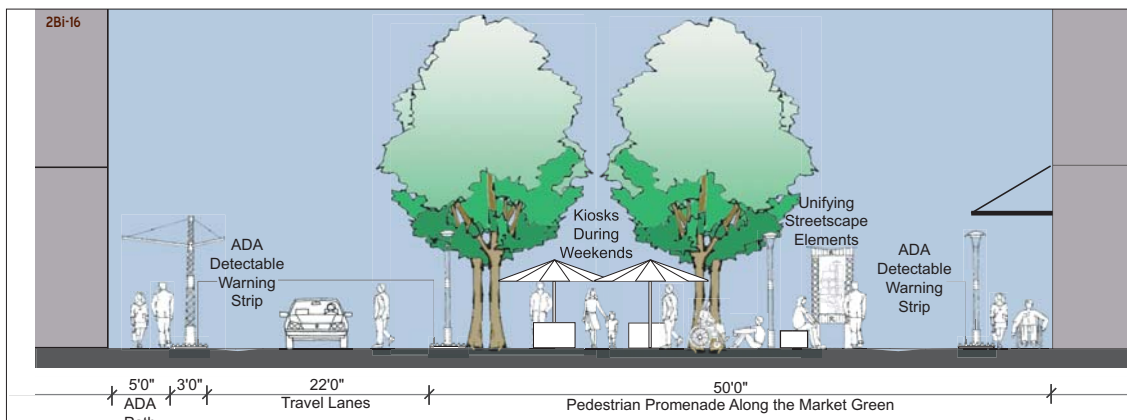 2Bi-16
ADA
Detectable
Warning
Strip
Kiosks
During
Weekends
Unifying
Streetscape
Elements
ADA
Detectable
Warning
Strip
5'0" 3'0" 22'0" 50'0"
ADA Travel Lanes Pedestrian Promenade Along the Market Green